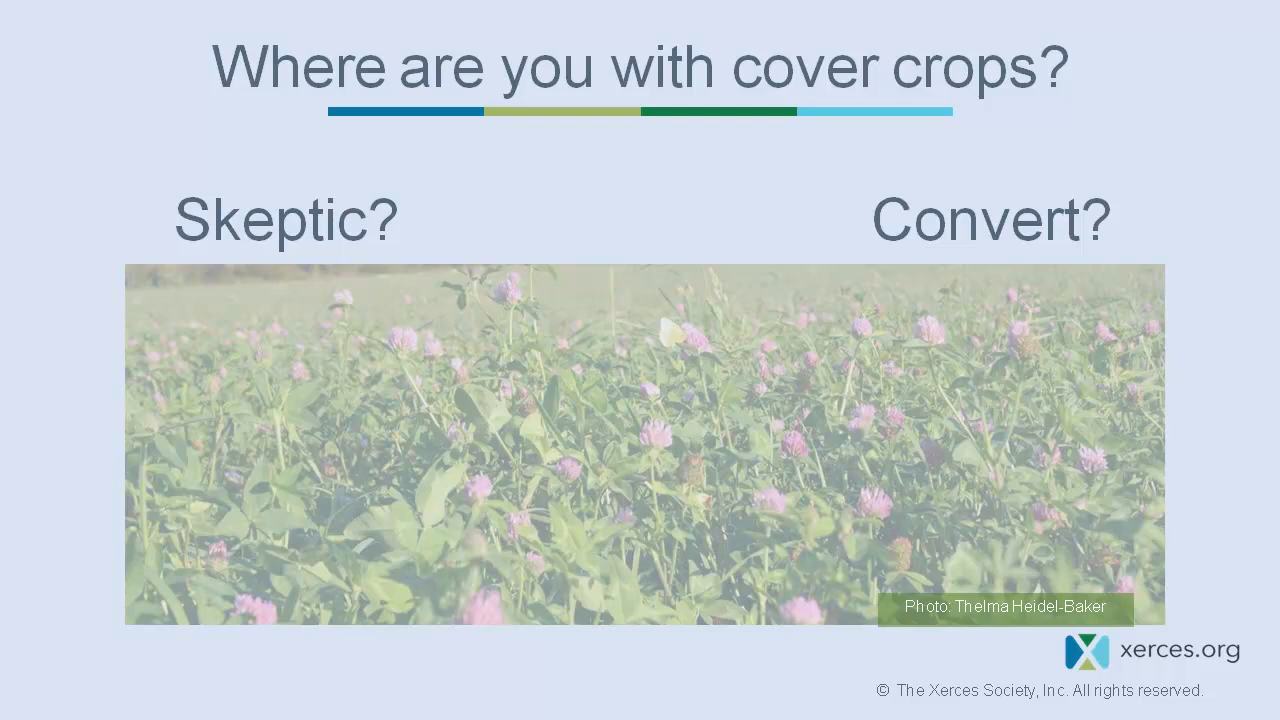 Where are you with cover crops?
Skeptic?
Convert?
Photo: Thelma Heidel-Baker
xerces.org
© The Xerces Society, Inc. All rights reserved.